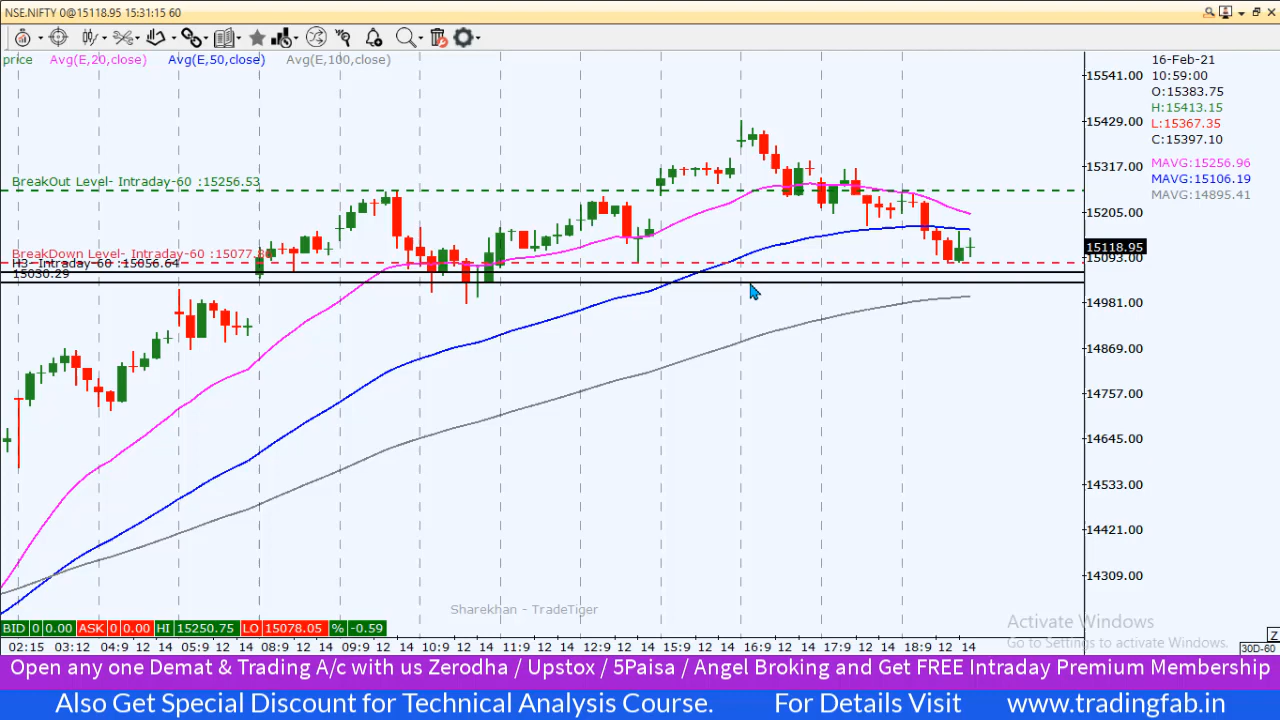 NSE.NIFTY 0@15118.95 15:31:15 60
price Avg(E,20,close) Avg(E,50,close) Avg(E,100,close)
16-Feb-21
10:59:00
O:15383.75
H:15413.15
L:15367.35
C:15397.10
MAVG:15256.96
MAVG:15106.19
MAVG:14895.41
15541.00
15429.00
15317.00
15205.00
15118.95
15093.00
14981.00
14869.00
14757.00
14645.00
14533.00
14421.00
14309.00
BreakOut Level- Intraday-60 :15256.53
BreakDown Level- Intraday-60 :15077.80
H3- Intraday-60 :15056.64
15030.29
Sharekhan - TradeTiger
Activate Windows
Go to Settings to activate Windows.
BID 0 0.00 ASK 0 0.00 HI 15250.75 LO 15078.05 % -0.59
Z
02:15 03:12 04:9 12 14 05:9 12 14 08:9 12 14 09:9 12 14 10:9 12 14 11:9 12 14 12:9 12 14 15:9 12 14 16:9 12 14 17:9 12 14 18:9 12 14 30D-60
Open any one Demat & Trading A/c with us Zerodha / Upstox / 5Paisa / Angel Broking and Get FREE Intraday Premium Membership
Also Get Special Discount for Technical Analysis Course. For Details Visit www.tradingfab.in